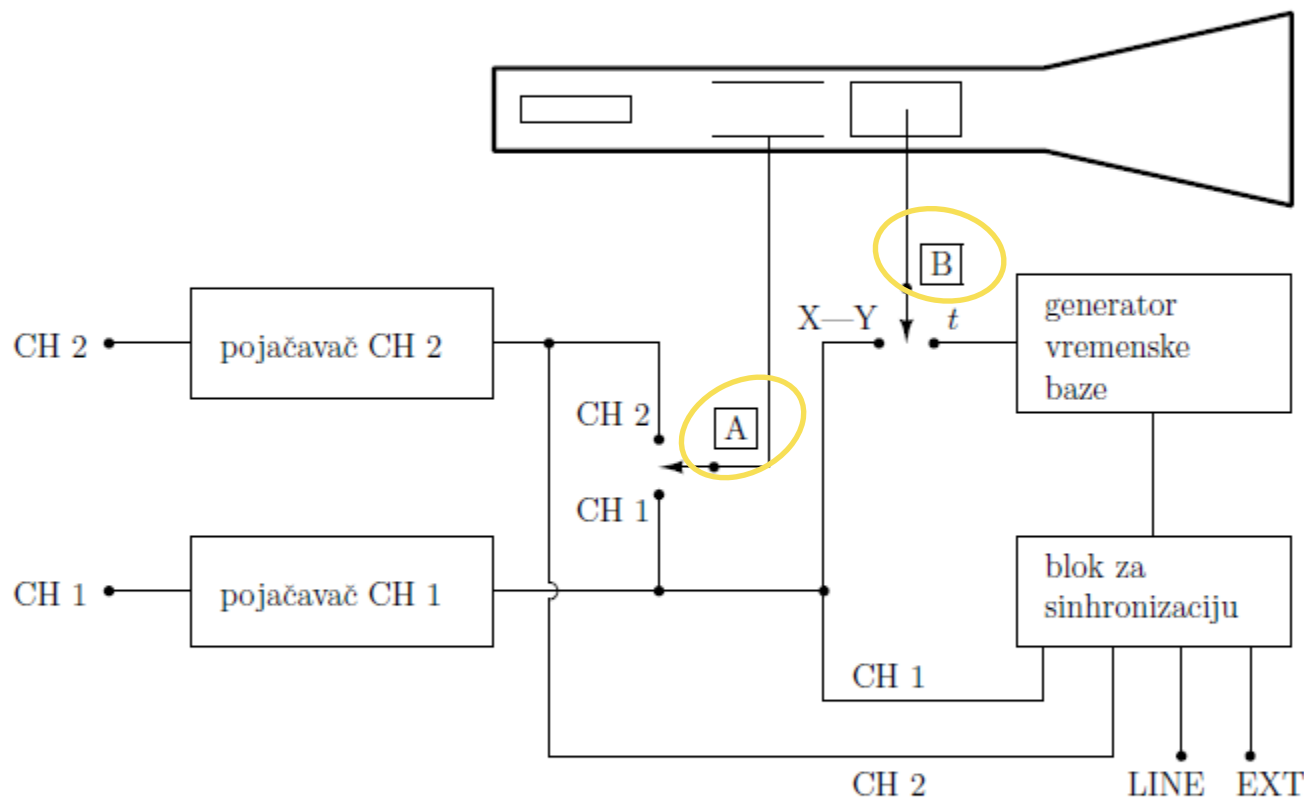 B
X—Y
t
generator
vremenske
baze
CH 2
pojačavač CH 2
CH 2
A
CH 1
CH 1
pojačavač CH 1
blok za
sinhronizaciju
CH 1
CH 2
LINE
EXT